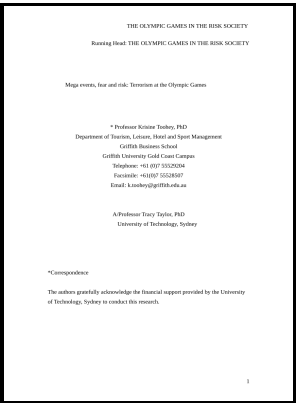 THE OLYMPIC GAMES IN THE RISK SOCIETY
Running Head: THE OLYMPIC GAMES IN THE RISK SOCIETY
Mega events, fear and risk: Terrorism at the Olympic Games
* Professor Kristine Toohey, PhD
Department of Tourism, Leisure, Hotel and Sport Management
Griffith Business School
Griffith University Gold Coast Campus
Telephone: +61 (0)7 55529204
Facsimile: +61(0)7 55528507
Email: k.toohey@griffith.edu.au
A/Professor Tracy Taylor, PhD
University of Technology, Sydney
*Correspondence
The authors gratefully acknowledge the financial support provided by the University
of Technology, Sydney to conduct this research.
1